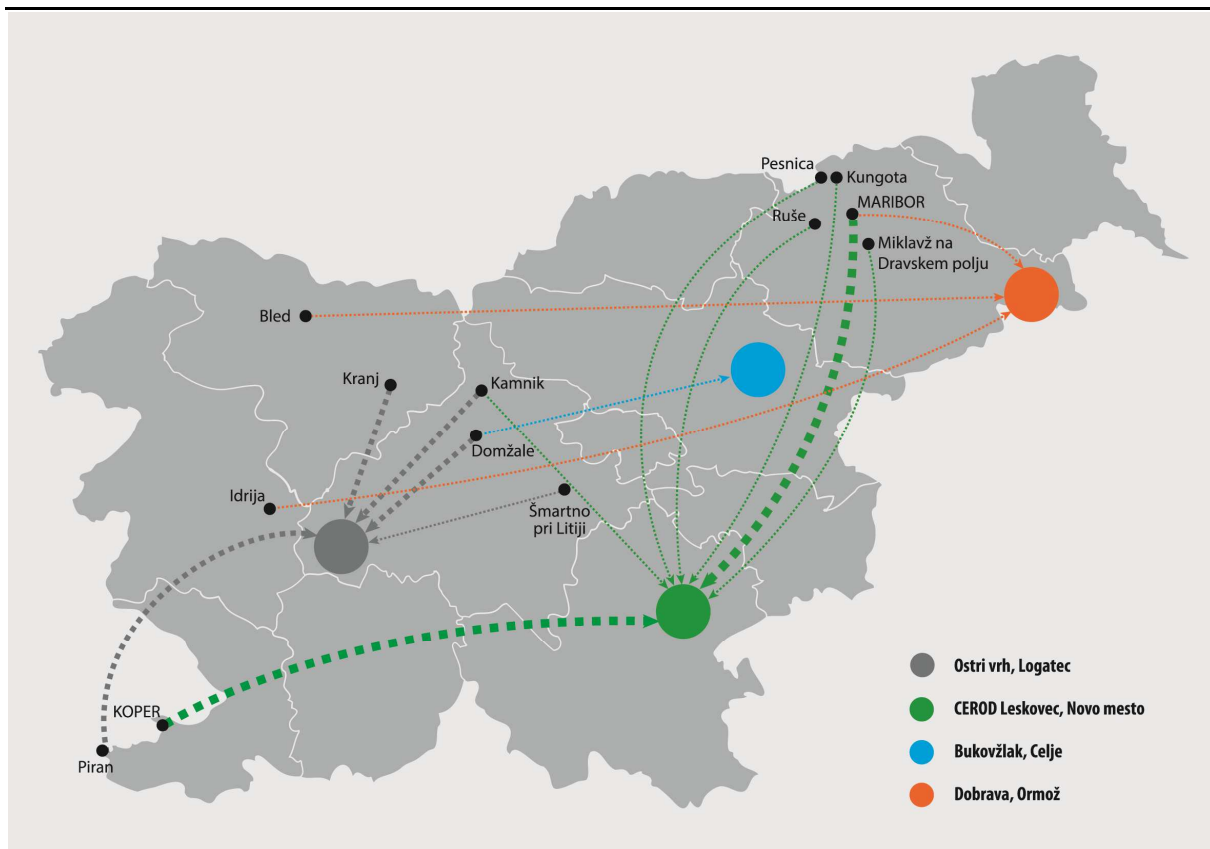 Pesnica
Kungota
MARIBOR
Ruše
Miklavž na
Dravskem polju
Bled
Kranj
Kamnik
Domžale
Idrija
Šmartno
pri Litiji
KOPER
Piran
Ostri vrh, Logatec
CEROD Leskovec, Novo mesto
Bukovžlak, Celje
Dobrava, Ormož